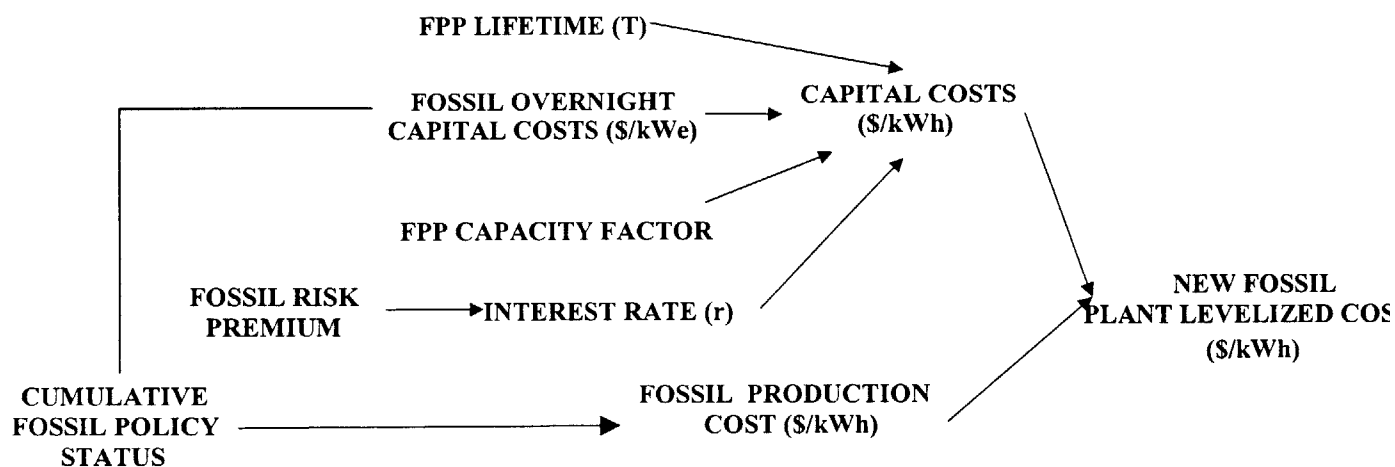 FPP LIFETIME (T)
FOSSIL OVERNIGHT
CAPITAL COSTS ($/kWe)
CAPITAL COSTS
($/kWh)
FPP CAPACITY FACTOR
FOSSIL RISK
PREMIUM
INTEREST RATE (r)
NEW FOSSIL
PLANT LEVELIZED COS
($/kWh)
CUMULATIVE
FOSSIL POLICY
STATUS
FOSSIL PRODUCTION
COST ($/kWh)